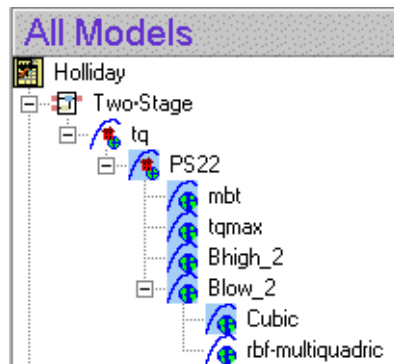 All Models
Holliday
Two-Stage
tq
PS22
mbt
tqmax
Bhigh_2
Blow_2
Cubic
rbf-multiquadric